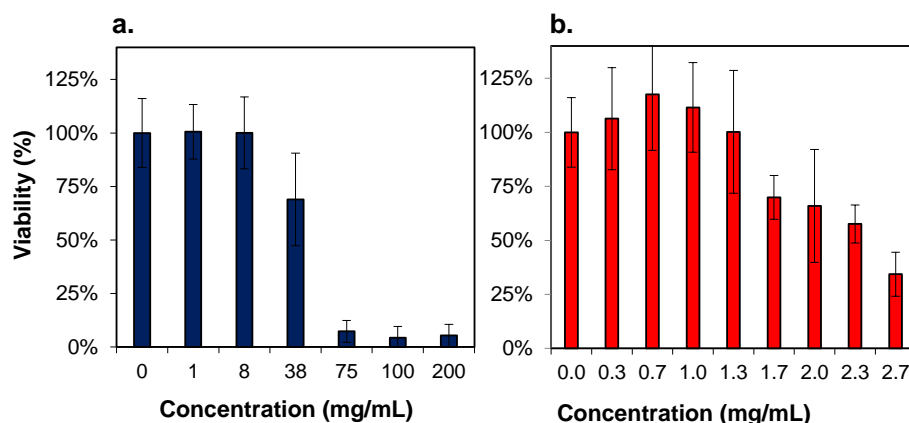 a.
b.
125%
100%
75%
50%
25%
0%
Viability (%)
0 1 8 38 75 100 200
Concentration (mg/mL)
125%
100%
75%
50%
25%
0%
0.0 0.3 0.7 1.0 1.3 1.7 2.0 2.3 2.7
Concentration (mg/mL)